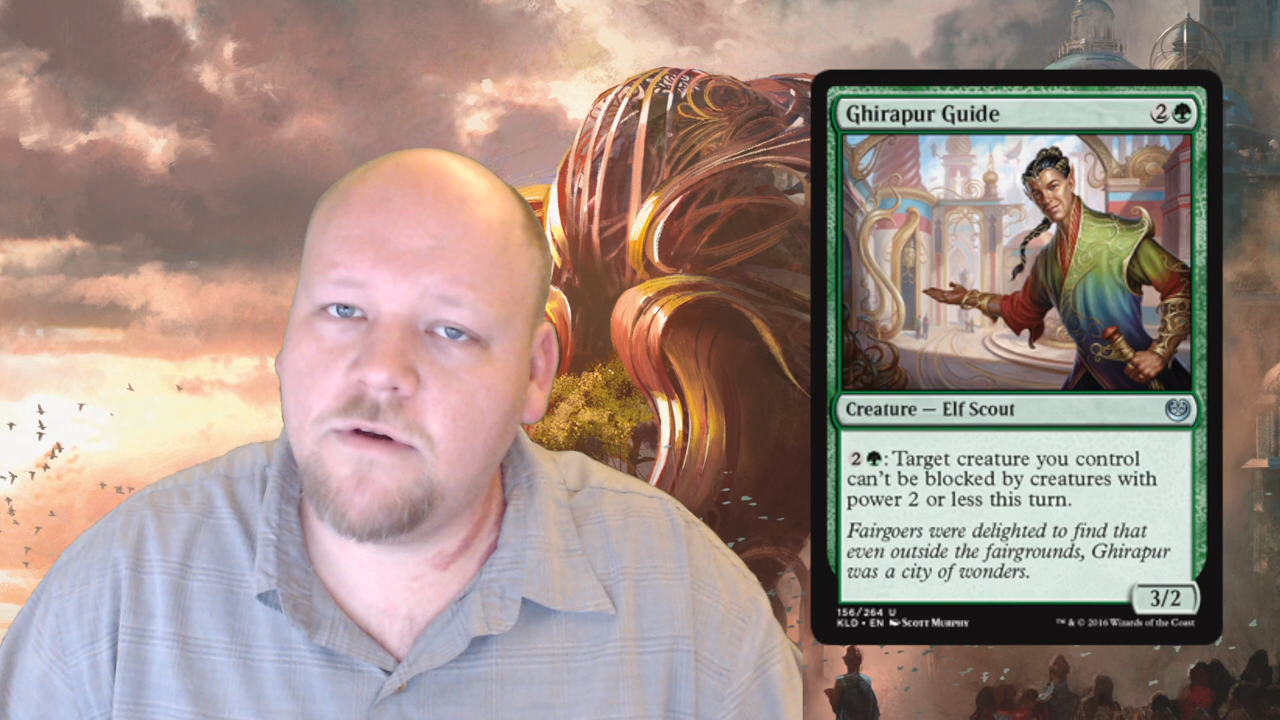 Ghirapur Guide 2
Creature — Elf Scout
2 : Target creature you control
can't be blocked by creatures with
power 2 or less this turn.
Fairgoers were delighted to find that
even outside the fairgrounds, Ghirapur
was a city of wonders.
3/2
156/264 U
KLD • EN Scott Murphy
™ & © 2016 Wizards of the Coast